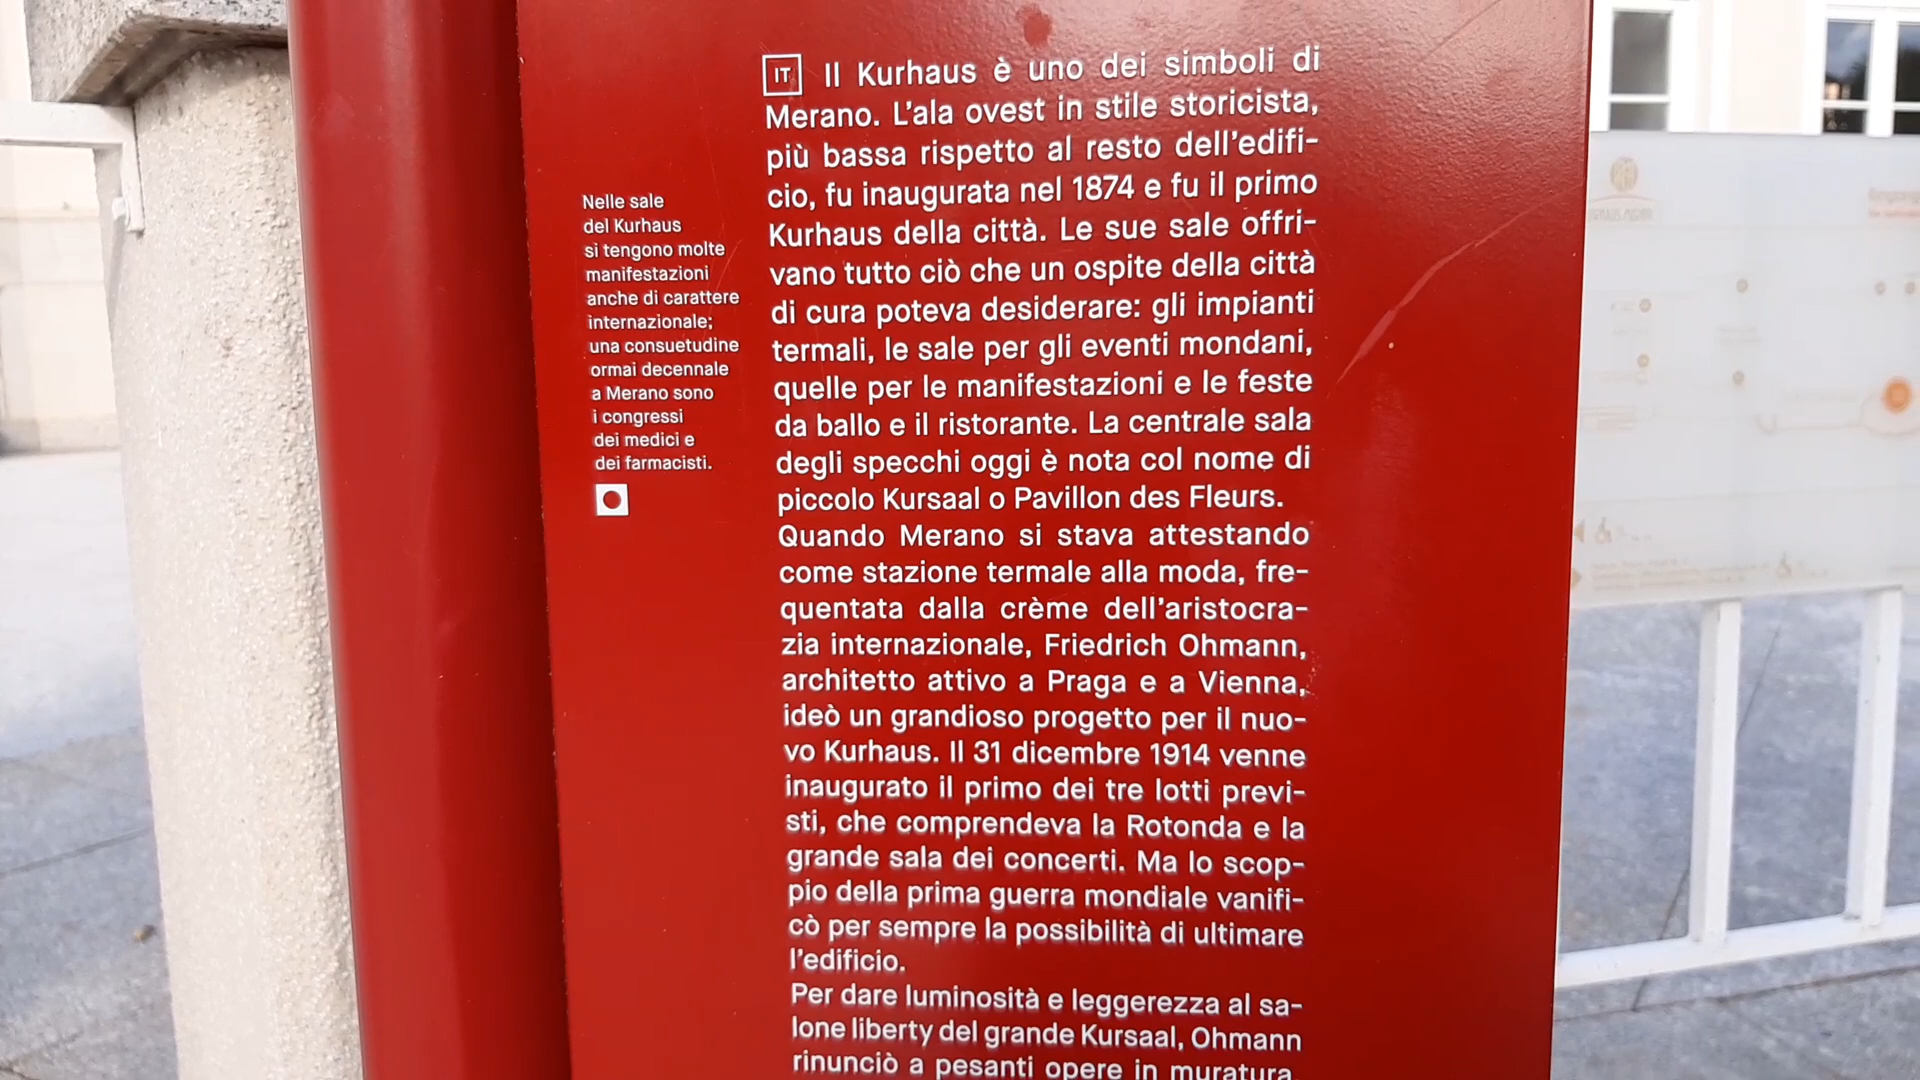 Nelle sale
del Kurhaus
si tengono molte
manifestazioni
anche di carattere
internazionale;
una consuetudine
ormai decennale
a Merano sono
i congressi
dei medici e
dei farmacisti.
IT Il Kurhaus è uno dei simboli di
Merano. L'ala ovest in stile storicista,
più bassa rispetto al resto dell'edifi-
cio, fu inaugurata nel 1874 e fu il primo
Kurhaus della città. Le sue sale offri-
vano tutto ciò che un ospite della città
di cura poteva desiderare: gli impianti
termali, le sale per gli eventi mondani,
quelle per le manifestazioni e le feste
da ballo e il ristorante. La centrale sala
degli specchi oggi è nota col nome di
piccolo Kursaal o Pavillon des Fleurs.
Quando Merano si stava attestando
come stazione termale alla moda, fre-
quentata dalla crème dell'aristocra-
zia internazionale, Friedrich Ohmann,
architetto attivo a Praga e a Vienna,
ideò un grandioso progetto per il nuo-
vo Kurhaus. Il 31 dicembre 1914 venne
inaugurato il primo dei tre lotti previ-
sti, che comprendeva la Rotonda e la
grande sala dei concerti. Ma lo scop-
pio della prima guerra mondiale vanifi-
cò per sempre la possibilità di ultimare
l'edificio.
Per dare luminosità e leggerezza al sa-
lone liberty del grande Kursaal, Ohmann
rinunciò a pesanti opere in muratura,